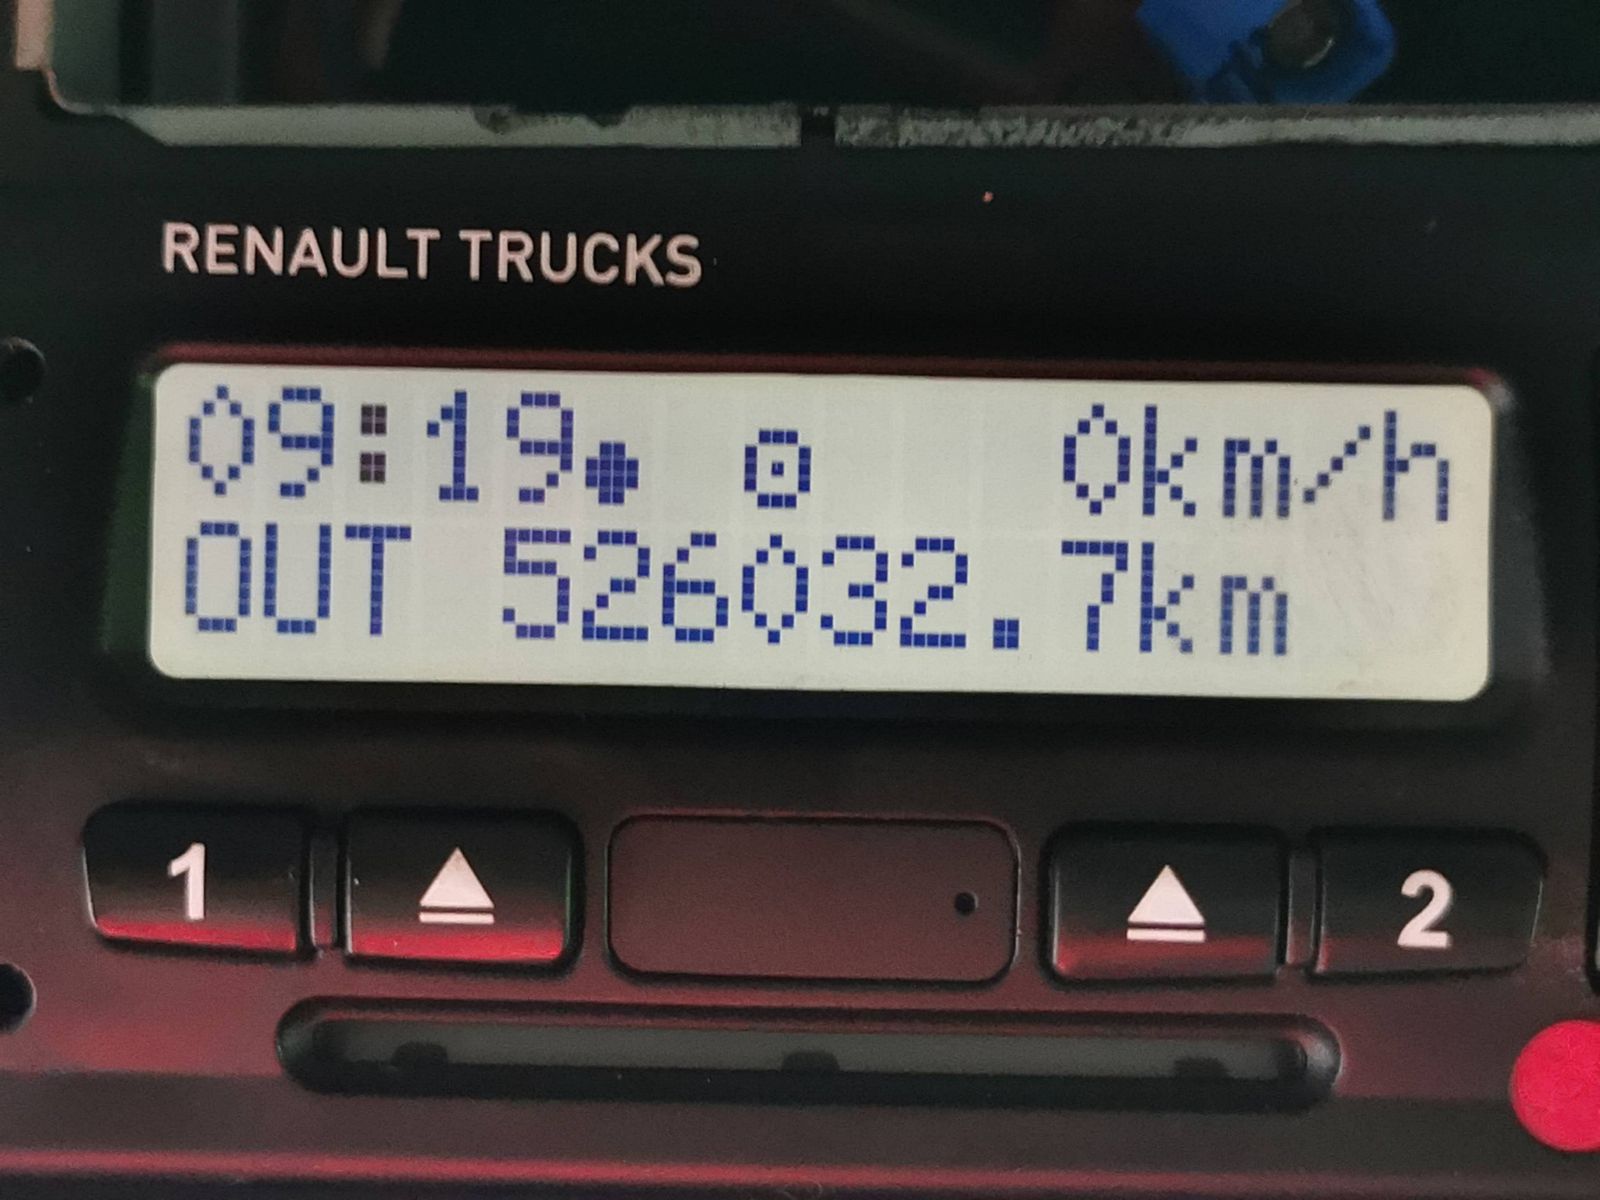 RENAULT TRUCKS
09:19● ⊙ 0km/h
OUT 526032.7km
1 ⏏ ⏏ 2